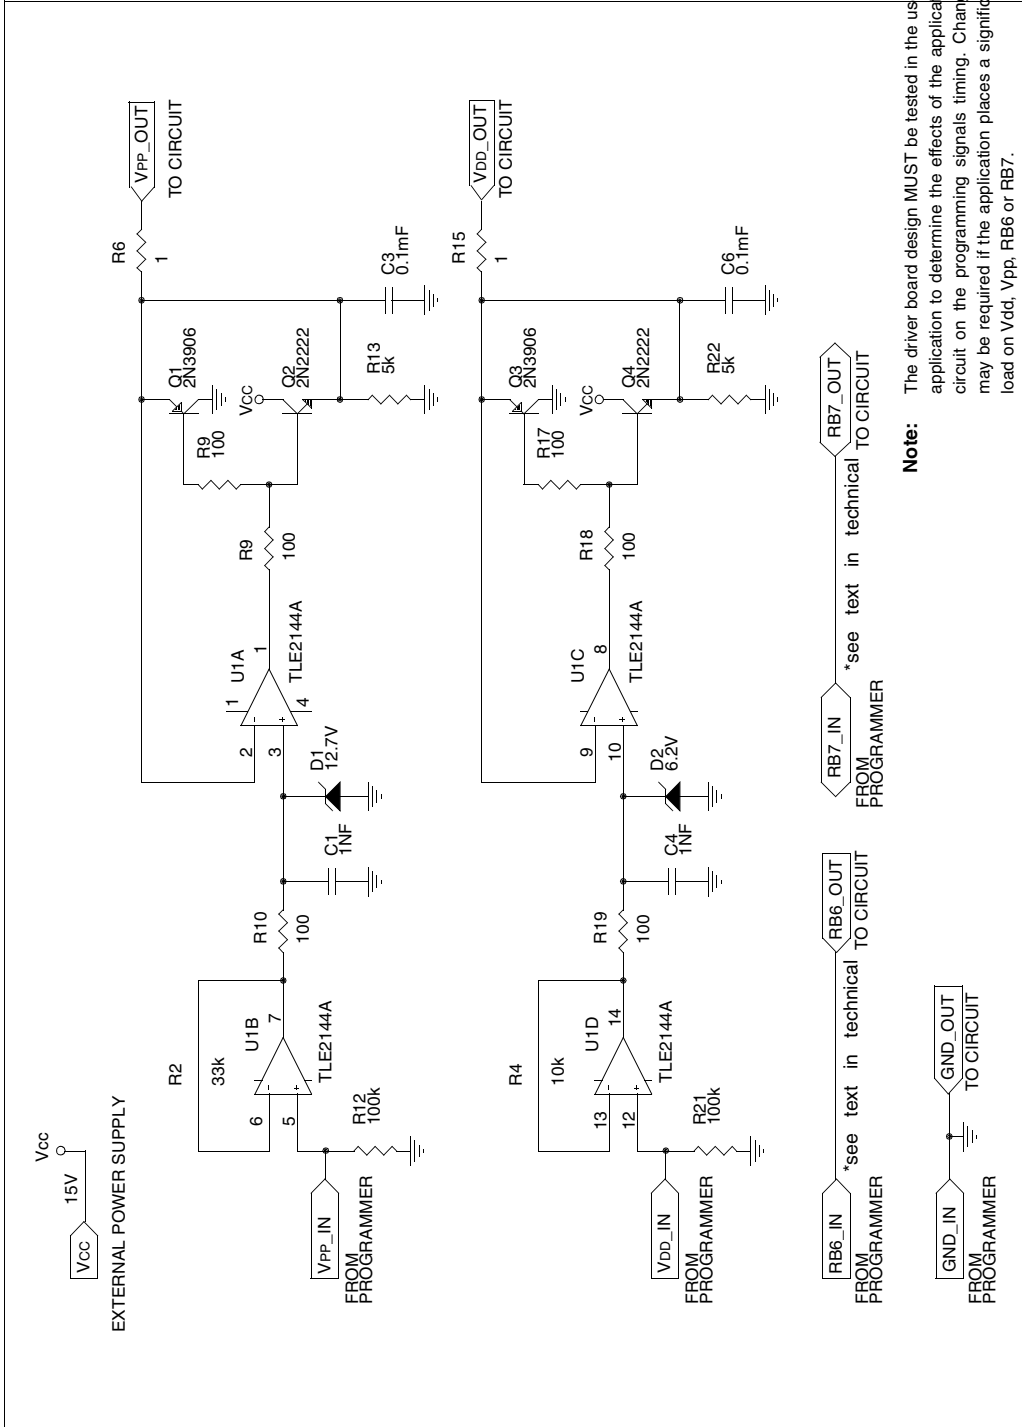 VCC
15V
Vcc
EXTERNAL POWER SUPPLY
VPP_IN
FROM
PROGRAMMER
R12
100k
6
5
R2
33k
U1B
7
TLE2144A
R10
100
C1
1NF
D1
12.7V
2
3
1
4
U1A
1
TLE2144A
R9
100
R9
100
Q1
2N3906
VCC
Q2
2N2222
R13
5k
C3
0.1mF
R6
1
VPP_OUT
TO CIRCUIT
VDD_IN
FROM
PROGRAMMER
R21
100k
13
12
R4
10k
U1D
14
TLE2144A
R19
100
C4
1NF
D2
6.2V
9
10
U1C
8
TLE2144A
R18
100
R17
100
Q3
2N3906
VCC
Q4
2N2222
R22
5k
C6
0.1mF
R15
1
VDD_OUT
TO CIRCUIT
RB6_IN
FROM
PROGRAMMER
*see text in technical
RB6_OUT
TO CIRCUIT
RB7_IN
FROM
PROGRAMMER
*see text in technical
RB7_OUT
TO CIRCUIT
GND_IN
FROM
PROGRAMMER
GND_OUT
TO CIRCUIT
Note: The driver board design MUST be tested in the
application to determine the effects of the
circuit on the programming signals timing.
may be required if the application places a
load on Vdd, Vpp, RB6 or RB7.